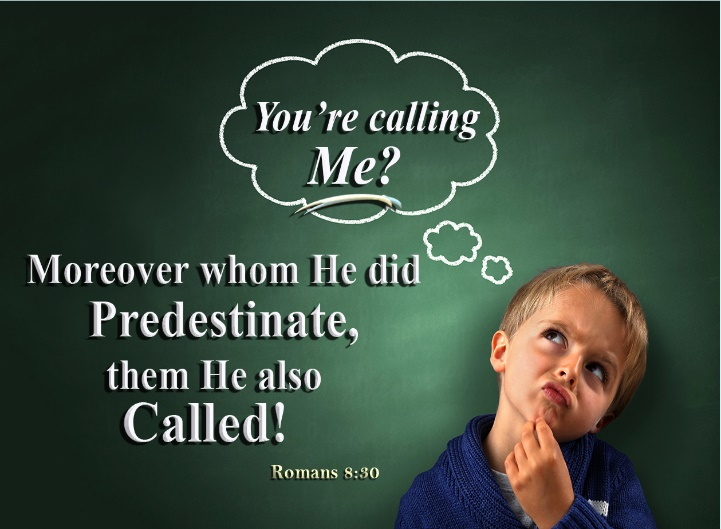 You're calling
Me?
Moreover whom He did
Predestinate,
them He also
Called!
Romans 8:30